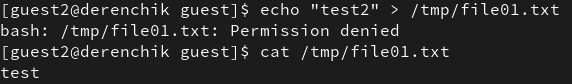 [guest2@derenchik guest]$ echo "test2" > /tmp/file01.txt
bash: /tmp/file01.txt: Permission denied
[guest2@derenchik guest]$ cat /tmp/file01.txt
test